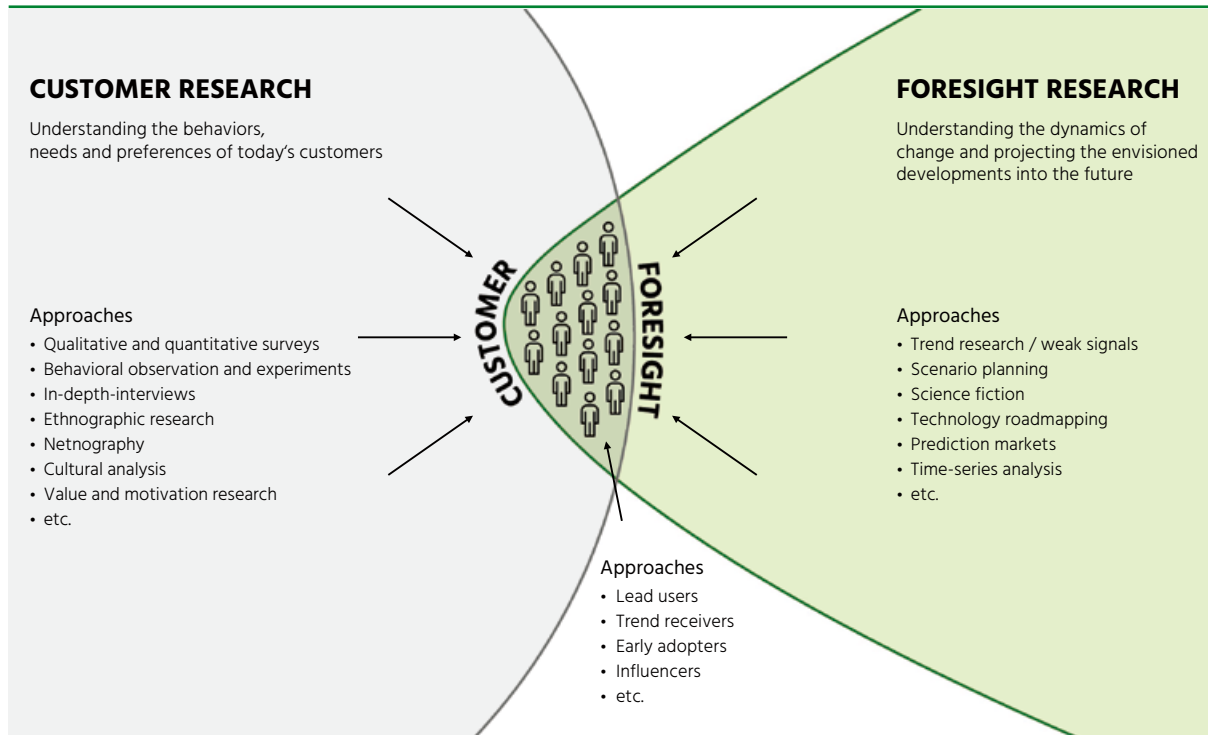 CUSTOMER RESEARCH
Understanding the behaviors,
needs and preferences of today‘s customers
Approaches
• Qualitative and quantitative surveys
• Behavioral observation and experiments
• In-depth-interviews
• Ethnographic research
• Netnography
• Cultural analysis
• Value and motivation research
• etc.
CUSTOMER
FORESIGHT
Approaches
• Lead users
• Trend receivers
• Early adopters
• Influencers
• etc.
FORESIGHT RESEARCH
Understanding the dynamics of
change and projecting the envisioned
developments into the future
Approaches
• Trend research / weak signals
• Scenario planning
• Science fiction
• Technology roadmapping
• Prediction markets
• Time-series analysis
• etc.